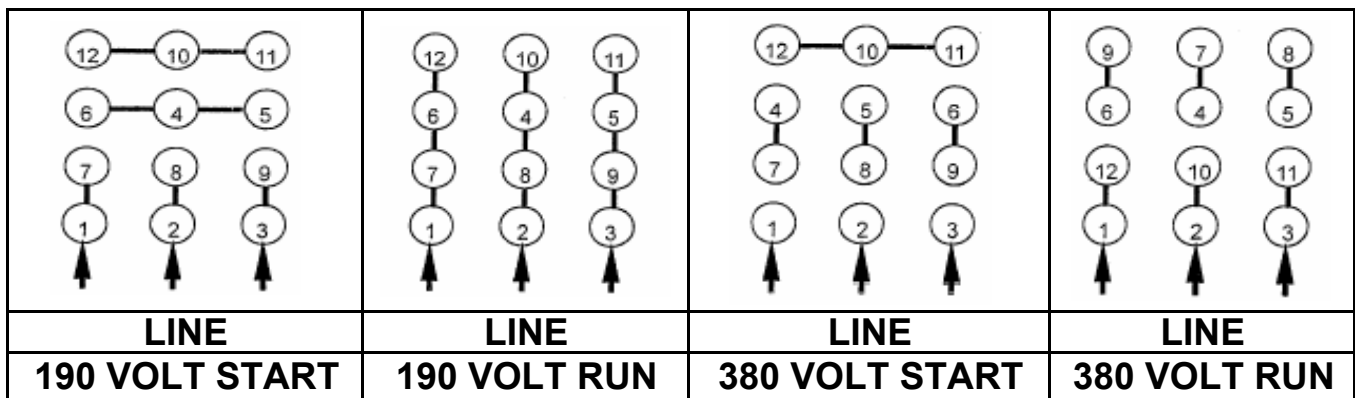 12 10 11 12 10 11 12 10 11 9 7 8
6 4 5 6 4 5 4 5 6 6 4 5
7 8 9 7 8 9 7 8 9 12 10 11
1 2 3 1 2 3 1 2 3 1 2 3
LINE LINE LINE LINE
190 VOLT START 190 VOLT RUN 380 VOLT START 380 VOLT RUN